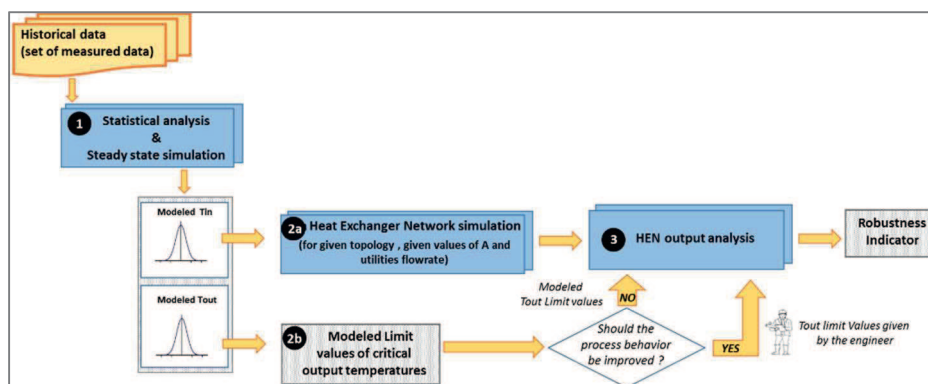 Historical data
(set of measured data)
1
Statistical analysis
&
Steady state simulation
Modeled Tin
2a
Heat Exchanger Network simulation
(for given topology , given values of A and
utilities flowrate)
3
HEN output analysis
Robustness
Indicator
Modeled
Tout Limit values
NO
Modeled Tout
2b
Modeled Limit
values of critical
output temperatures
Should the
process behavior
be improved ?
YES
Tout limit Values given
by the engineer